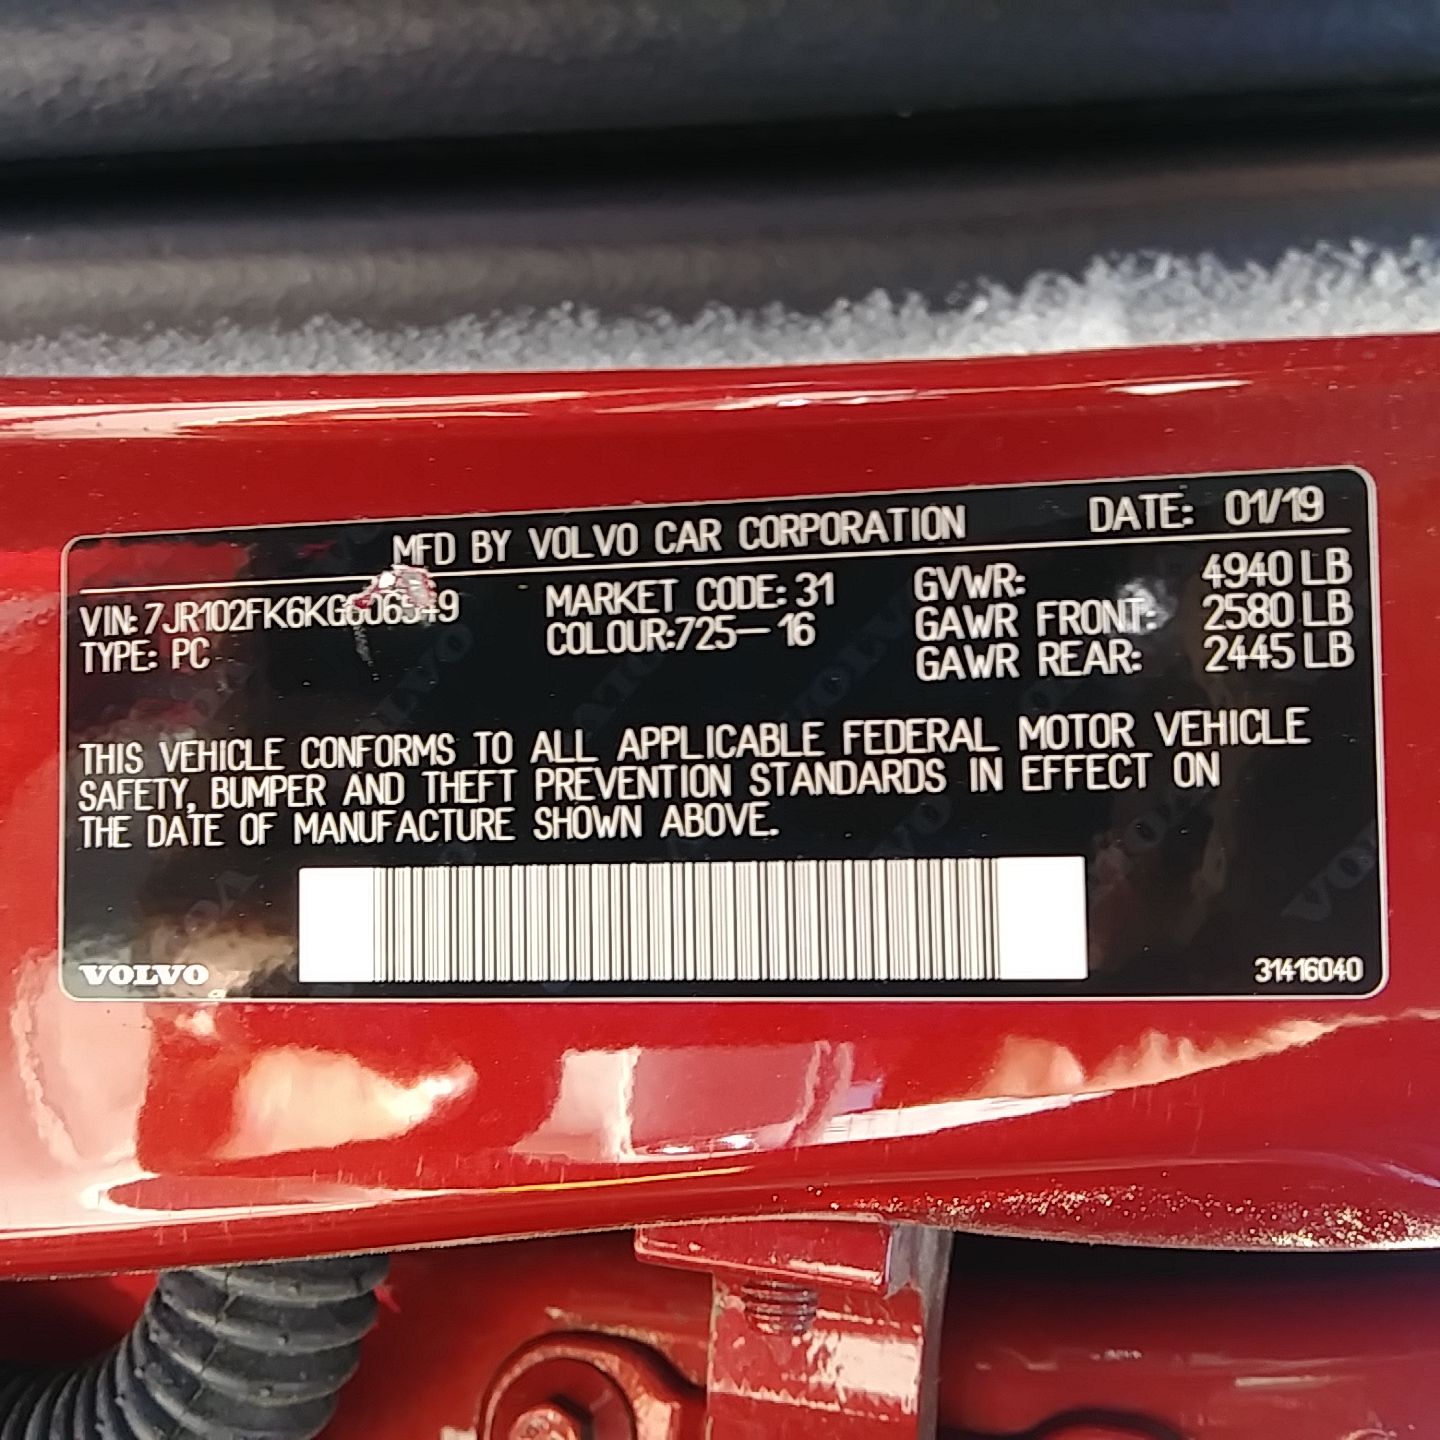 MFD BY VOLVO CAR CORPORATION DATE: 01/19
VIN: 7JR102FK6KG006549 MARKET CODE: 31 GVWR: 4940 LB
TYPE: PC COLOUR:725-16 GAWR FRONT: 2580 LB
GAWR REAR: 2445 LB
THIS VEHICLE CONFORMS TO ALL APPLICABLE FEDERAL MOTOR VEHICLE
SAFETY, BUMPER AND THEFT PREVENTION STANDARDS IN EFFECT ON
THE DATE OF MANUFACTURE SHOWN ABOVE.
VOLVO 31416040